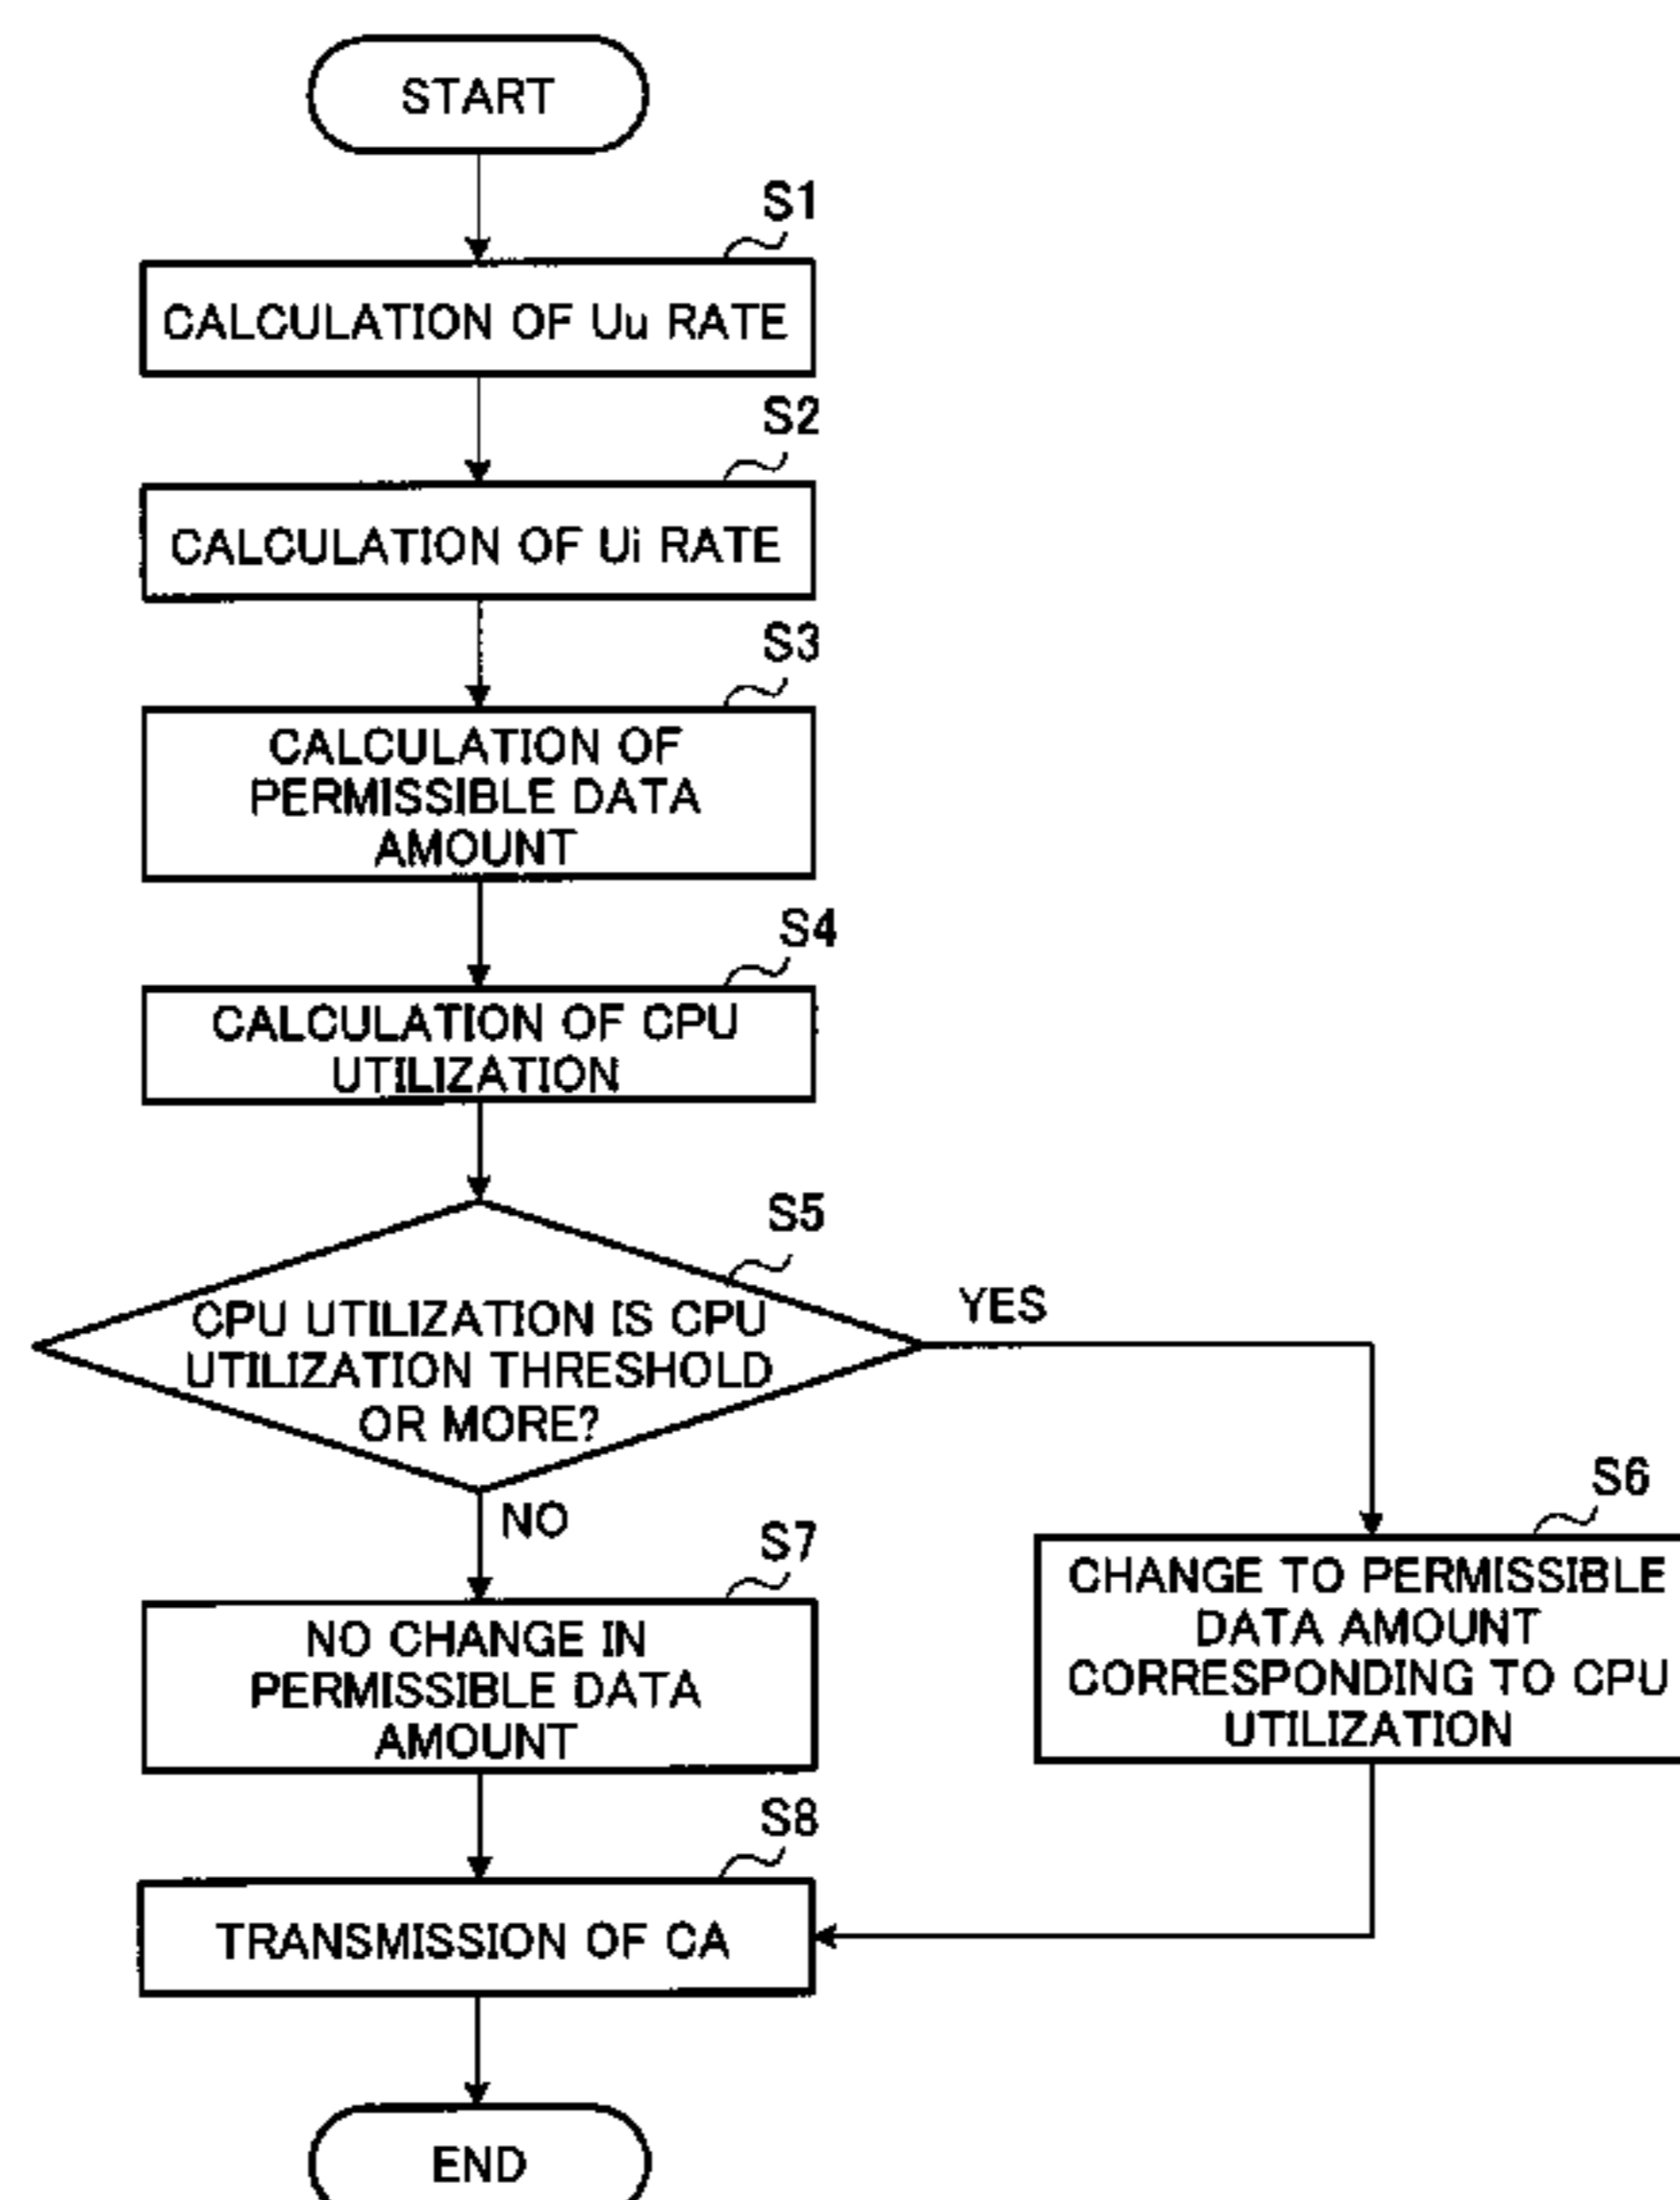 START
S1
CALCULATION OF Uu RATE
S2
CALCULATION OF Ui RATE
S3
CALCULATION OF
PERMISSIBLE DATA
AMOUNT
S4
CALCULATION OF CPU
UTILIZATION
S5
CPU UTILIZATION IS CPU
UTILIZATION THRESHOLD
OR MORE?
YES
NO
S6
CHANGE TO PERMISSIBLE
DATA AMOUNT
CORRESPONDING TO CPU
UTILIZATION
S7
NO CHANGE IN
PERMISSIBLE DATA
AMOUNT
S8
TRANSMISSION OF CA
END